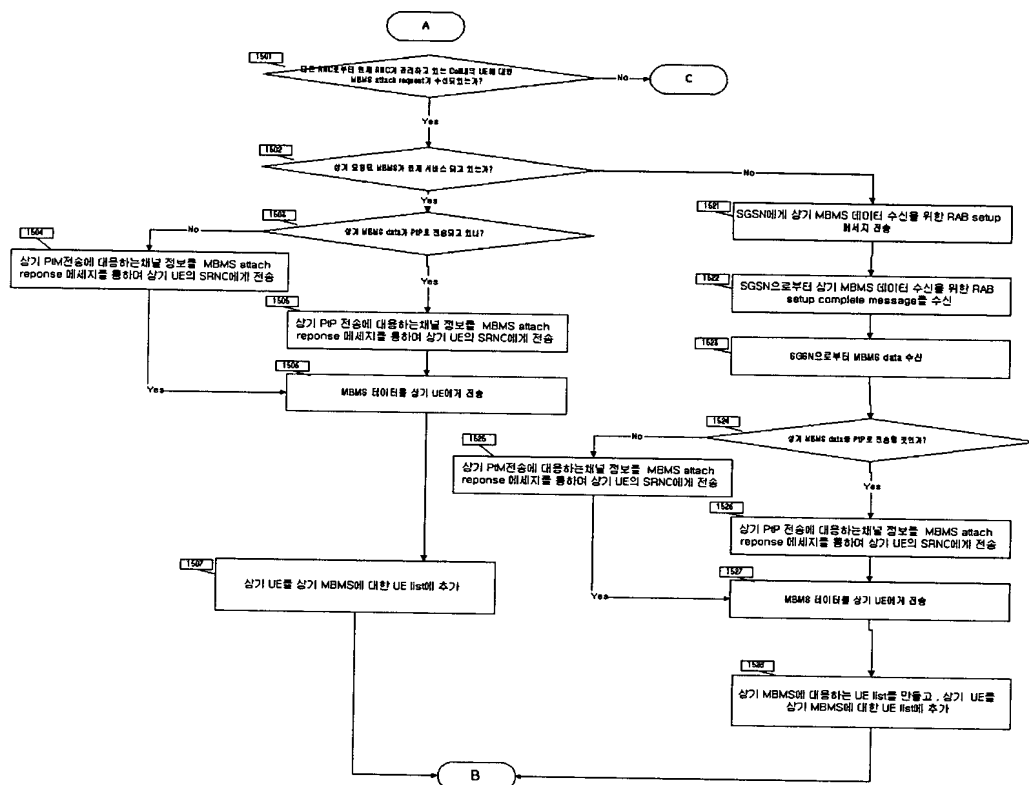 A
1501
다른 RNC로부터 현재 RNC가 관리하고 있는 Cell내의 UE에 대한
MBMS attach request가 수신되었는가?
No
C
Yes
1502
상기 요청된 MBMS가 현재 서비스 되고 있는가?
No
Yes
1503
상기 MBMS data가 PtP로 전송되고 있나?
No
1504
상기 PtM전송에 대응하는채널 정보를 MBMS attach
reponse 메세지를 통하여 상기 UE의 SRNC에게 전송
Yes
1505
상기 PtP 전송에 대응하는채널 정보를 MBMS attach
reponse 메세지를 통하여 상기 UE의 SRNC에게 전송
1506
Yes
MBMS 데이터를 상기 UE에게 전송
1507
상기 UE를 상기 MBMS에 대한 UE list에 추가
1521
SGSN에게 상기 MBMS 데이터 수신을 위한 RAB setup
메세지 전송
1522
SGSN으로부터 상기 MBMS 데이터 수신을 위한 RAB
setup complete message를 수신
1523
SGSN으로부터 MBMS data 수신
1524
상기 MBMS data를 PtP로 전송할 것인가?
No
1525
상기 PtM전송에 대응하는채널 정보를 MBMS attach
reponse 메세지를 통하여 상기 UE의 SRNC에게 전송
Yes
1526
상기 PtP 전송에 대응하는채널 정보를 MBMS attach
reponse 메세지를 통하여 상기 UE의 SRNC에게 전송
1527
Yes
MBMS 데이터를 상기 UE에게 전송
1528
상기 MBMS에 대응하는 UE list를 만들고 , 상기 UE를
상기 MBMS에 대한 UE list에 추가
B